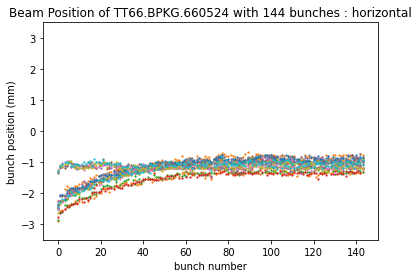 Beam Position of TT66.BPKG.660524 with 144 bunches : horizontal
3
2
1
0
−1
−2
−3
bunch position (mm)
0 20 40 60 80 100 120 140
bunch number